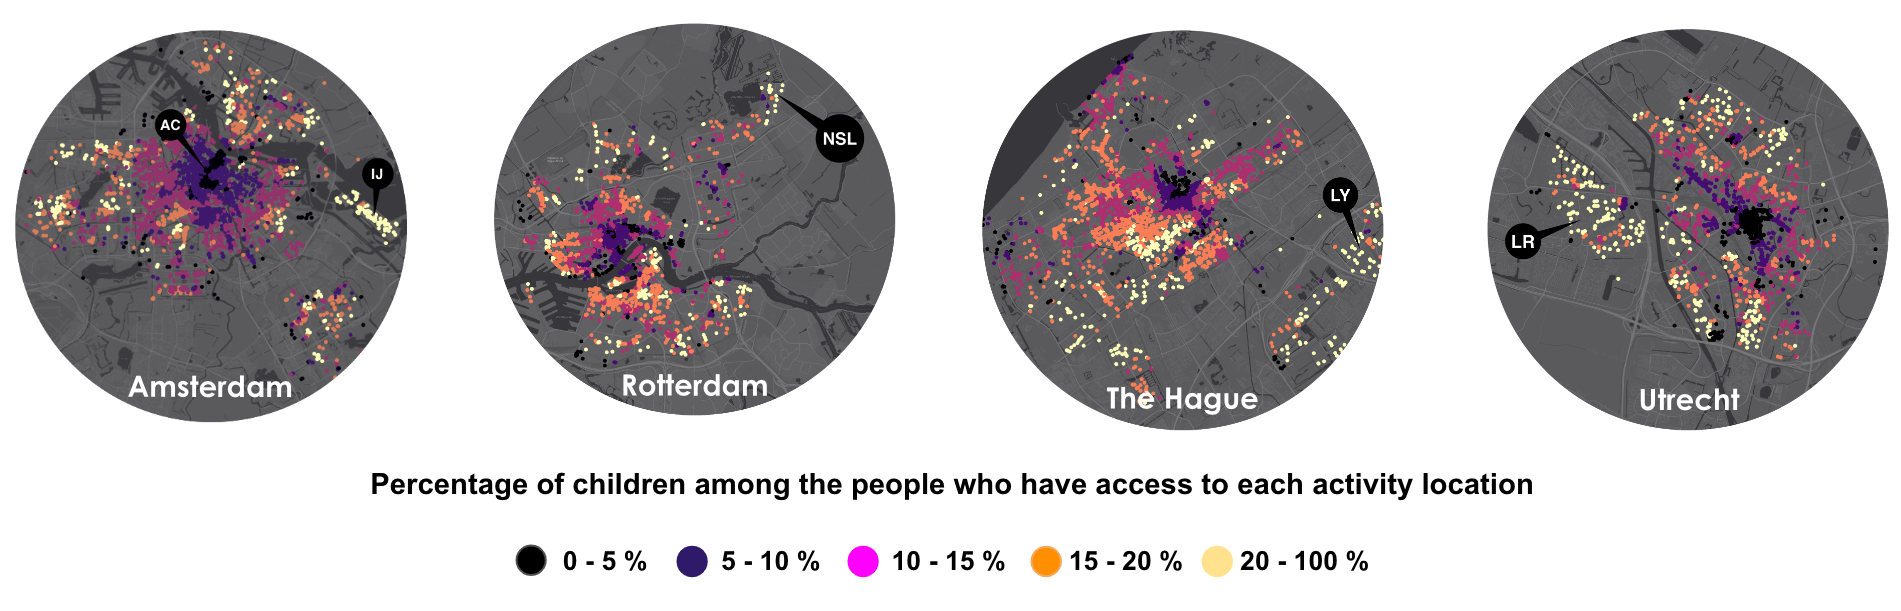 AC
IJ
Amsterdam
NSL
Rotterdam
LY
The Hague
LR
Utrecht
Percentage of children among the people who have access to each activity location
0 - 5 % 5 - 10 % 10 - 15 % 15 - 20 % 20 - 100 %